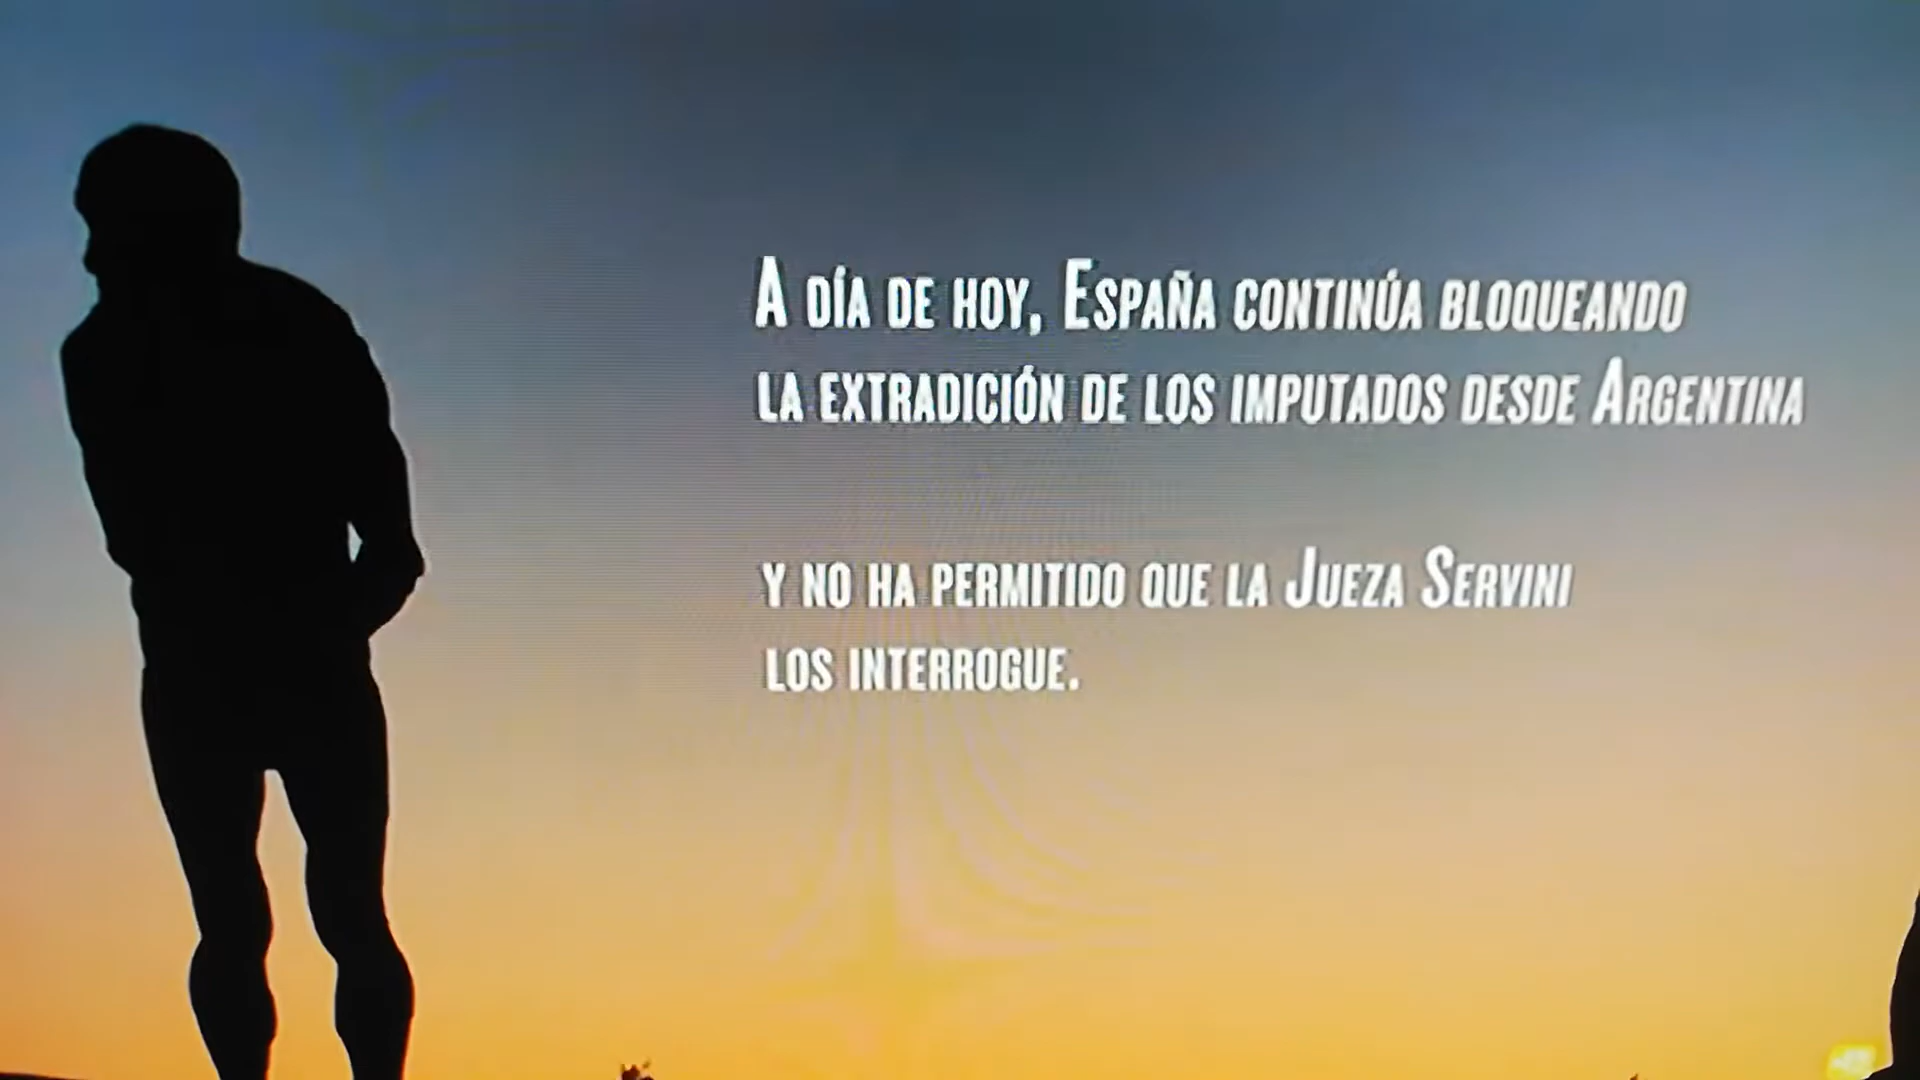 A DÍA DE HOY, ESPAÑA CONTINÚA BLOQUEANDO
LA EXTRADICIÓN DE LOS IMPUTADOS DESDE ARGENTINA
Y NO HA PERMITIDO QUE LA JUEZA SERVINI
LOS INTERROGUE.